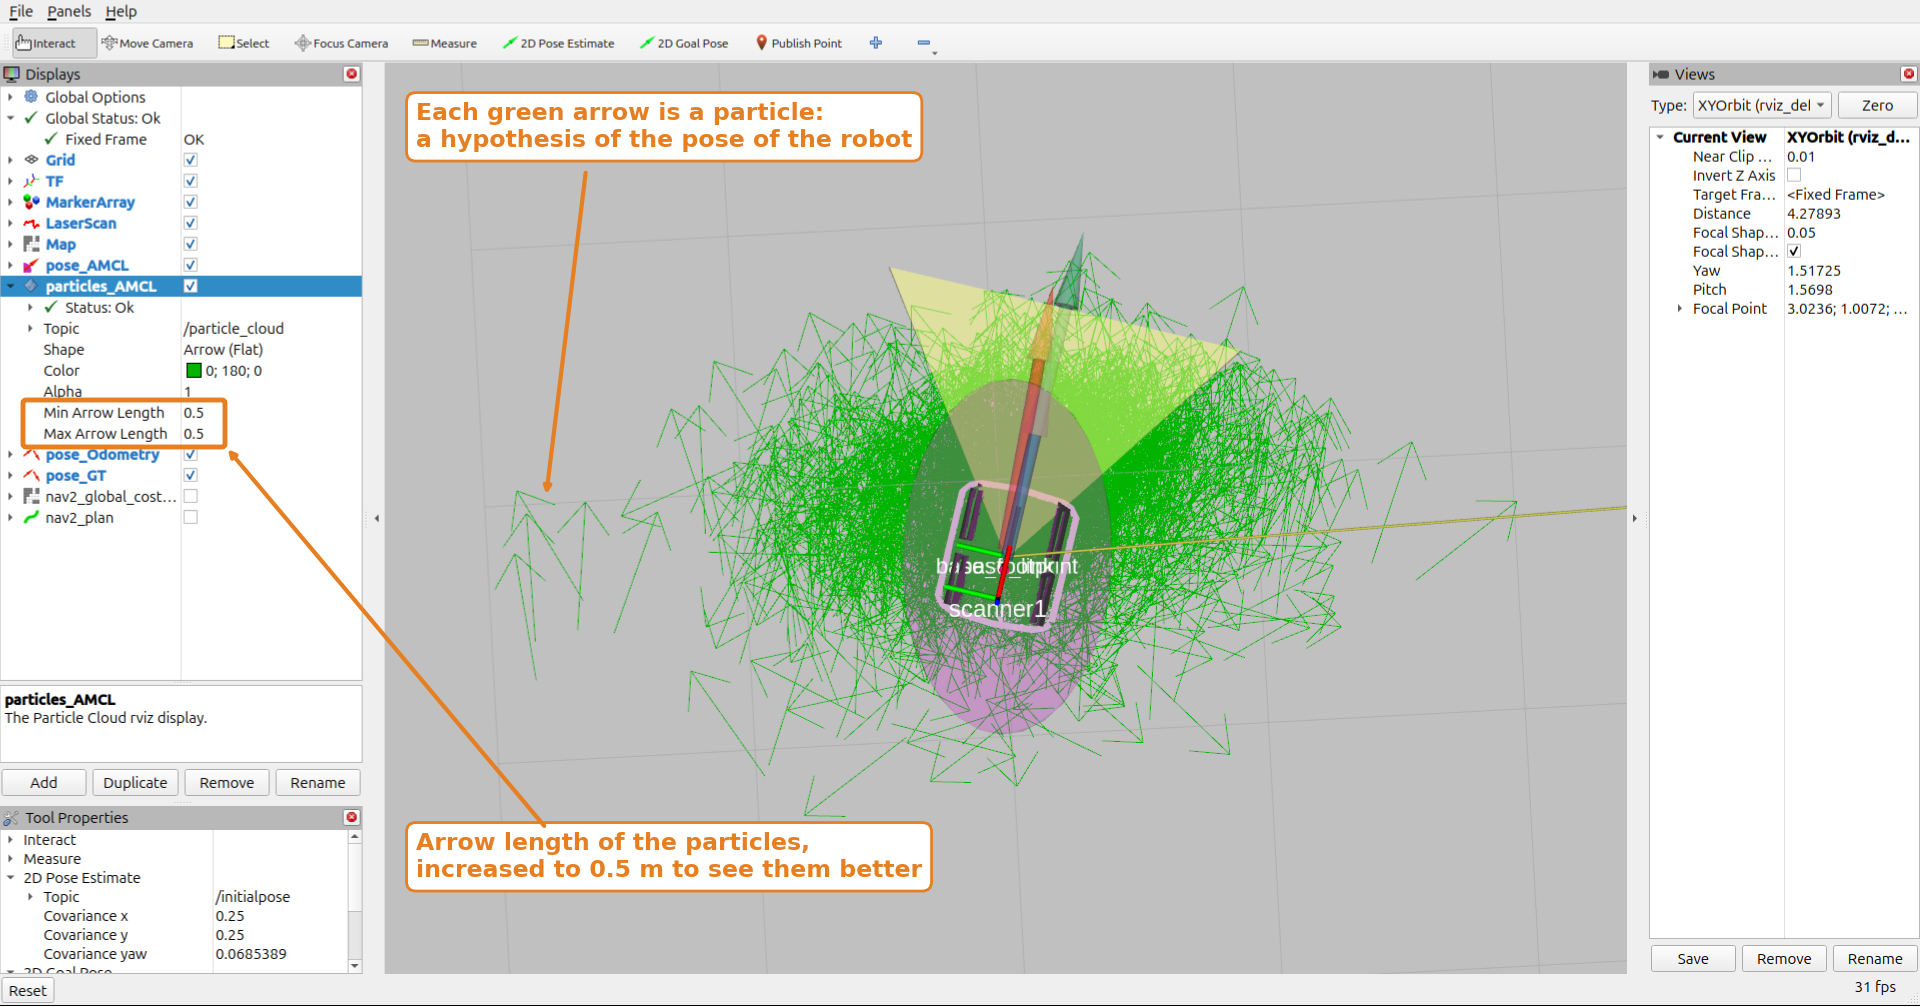 File Panels Help
Interact Move Camera Select Focus Camera Measure 2D Pose Estimate 2D Goal Pose Publish Point
Displays
Global Options
Global Status: Ok
Fixed Frame OK
Grid
TF
MarkerArray
LaserScan
Map
pose_AMCL
particles_AMCL
Status: Ok
Topic /particle_cloud
Shape Arrow (Flat)
Color 0; 180; 0
Alpha 1
Min Arrow Length 0.5
Max Arrow Length 0.5
pose_Odometry
pose_GT
nav2_global_cost...
nav2_plan
particles_AMCL
The Particle Cloud rviz display.
Add Duplicate Remove Rename
Tool Properties
Interact
Measure
2D Pose Estimate
Topic /initialpose
Covariance x 0.25
Covariance y 0.25
Covariance yaw 0.0685389
2D Goal Pose
Reset
Each green arrow is a particle:
a hypothesis of the pose of the robot
scanner1
Arrow length of the particles,
increased to 0.5 m to see them better
Views
Type: XYOrbit (rviz_del Zero
Current View XYOrbit (rviz_d...
Near Clip ... 0.01
Invert Z Axis
Target Fra... <Fixed Frame>
Distance 4.27893
Focal Shap... 0.05
Focal Shap...
Yaw 1.51725
Pitch 1.5698
Focal Point 3.0236; 1.0072; ...
Save Remove Rename
31 fps